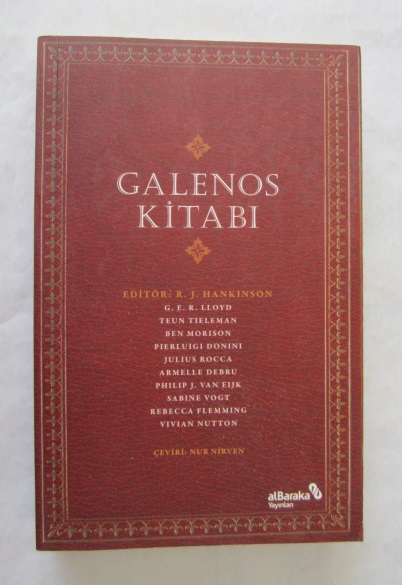 GALENOS
KİTABI
EDİTÖR: R. J. HANKINSON
G. E. R. LLOYD
TEUN TIELEMAN
BEN MORISON
PIERLUIGI DONINI
JULIUS ROCCA
ARMELLE DEBRU
PHILIP J. VAN EIJK
SABINE VOGT
REBECCA FLEMMING
VIVIAN NUTTON
ÇEVİRİ: NUR NİRVEN
alBaraka
Yayınları